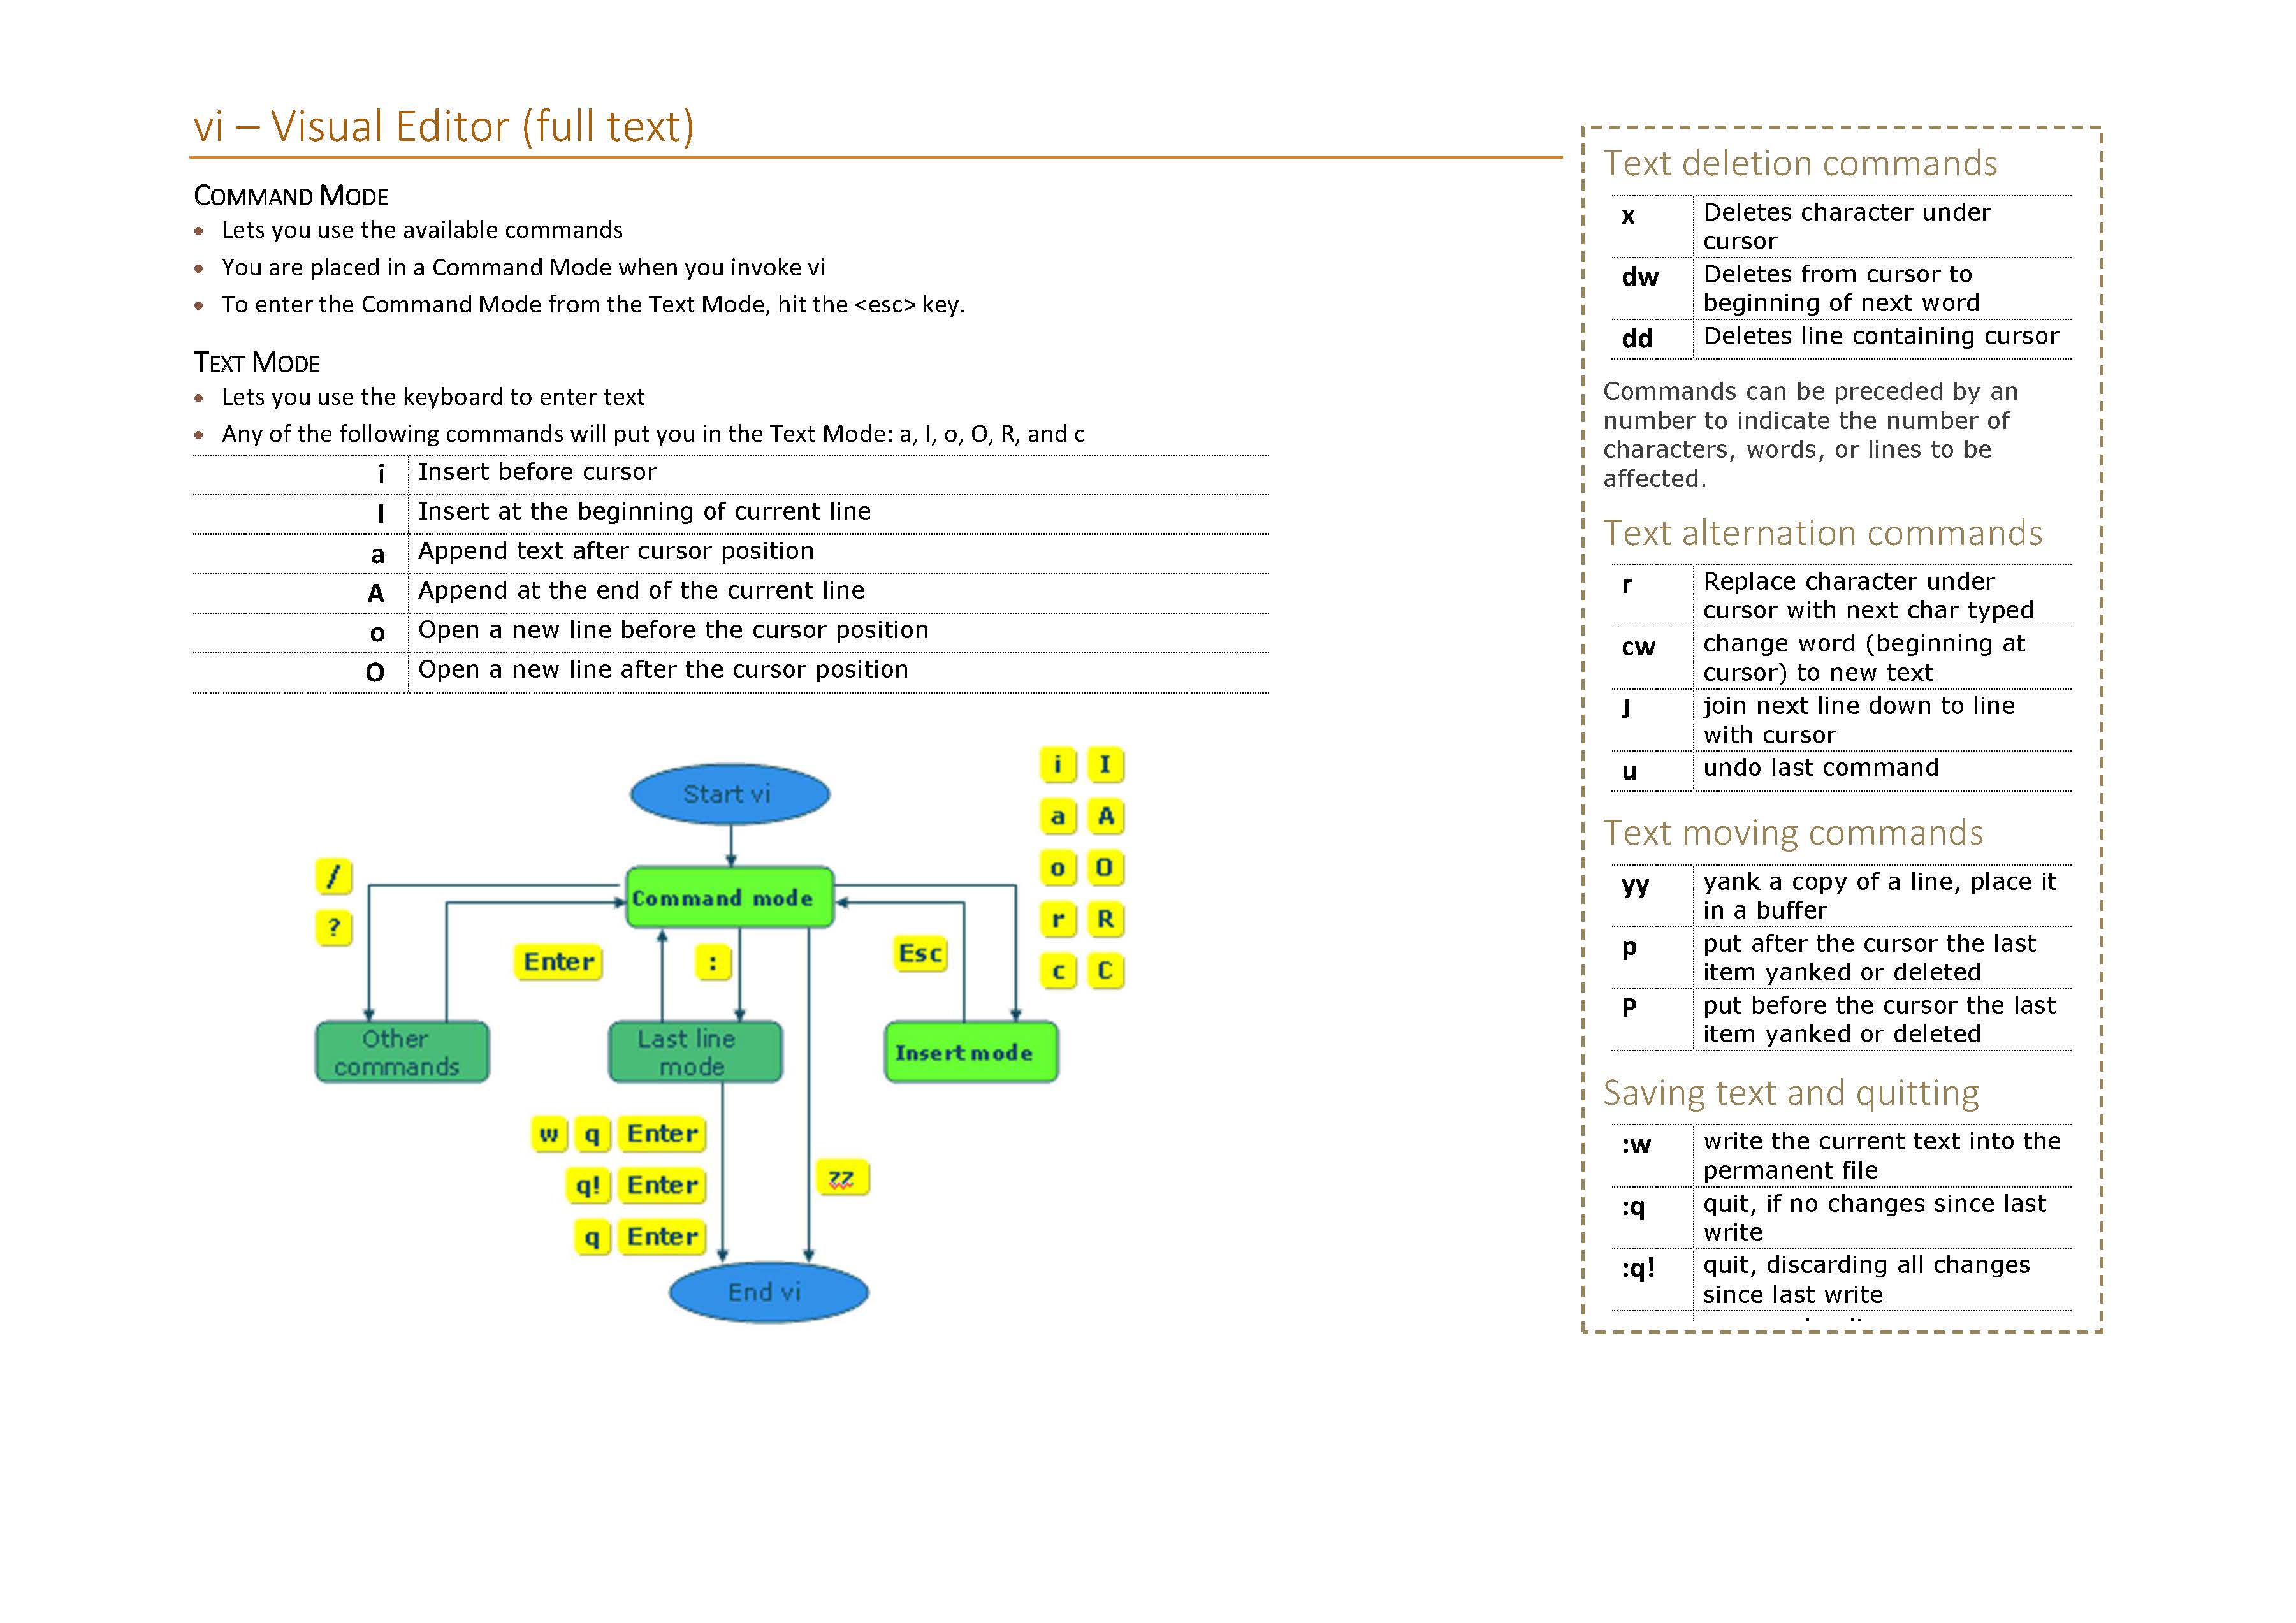 vi – Visual Editor (full text)
COMMAND MODE
• Lets you use the available commands
• You are placed in a Command Mode when you invoke vi
• To enter the Command Mode from the Text Mode, hit the <esc> key.
TEXT MODE
• Lets you use the keyboard to enter text
• Any of the following commands will put you in the Text Mode: a, I, o, O, R, and c
i Insert before cursor
I Insert at the beginning of current line
a Append text after cursor position
A Append at the end of the current line
o Open a new line before the cursor position
O Open a new line after the cursor position
Start vi
i I
a A
o O
r R
c C
/
?
Command mode
Enter
:
Esc
Other
commands
Last line
mode
Insert mode
w q Enter
q! Enter
q Enter
zz
End vi
Text deletion commands
x Deletes character under
cursor
dw Deletes from cursor to
beginning of next word
dd Deletes line containing cursor
Commands can be preceded by an
number to indicate the number of
characters, words, or lines to be
affected.
Text alternation commands
r Replace character under
cursor with next char typed
cw change word (beginning at
cursor) to new text
J join next line down to line
with cursor
u undo last command
Text moving commands
yy yank a copy of a line, place it
in a buffer
p put after the cursor the last
item yanked or deleted
P put before the cursor the last
item yanked or deleted
Saving text and quitting
:w write the current text into the
permanent file
:q quit, if no changes since last
write
:q! quit, discarding all changes
since last write